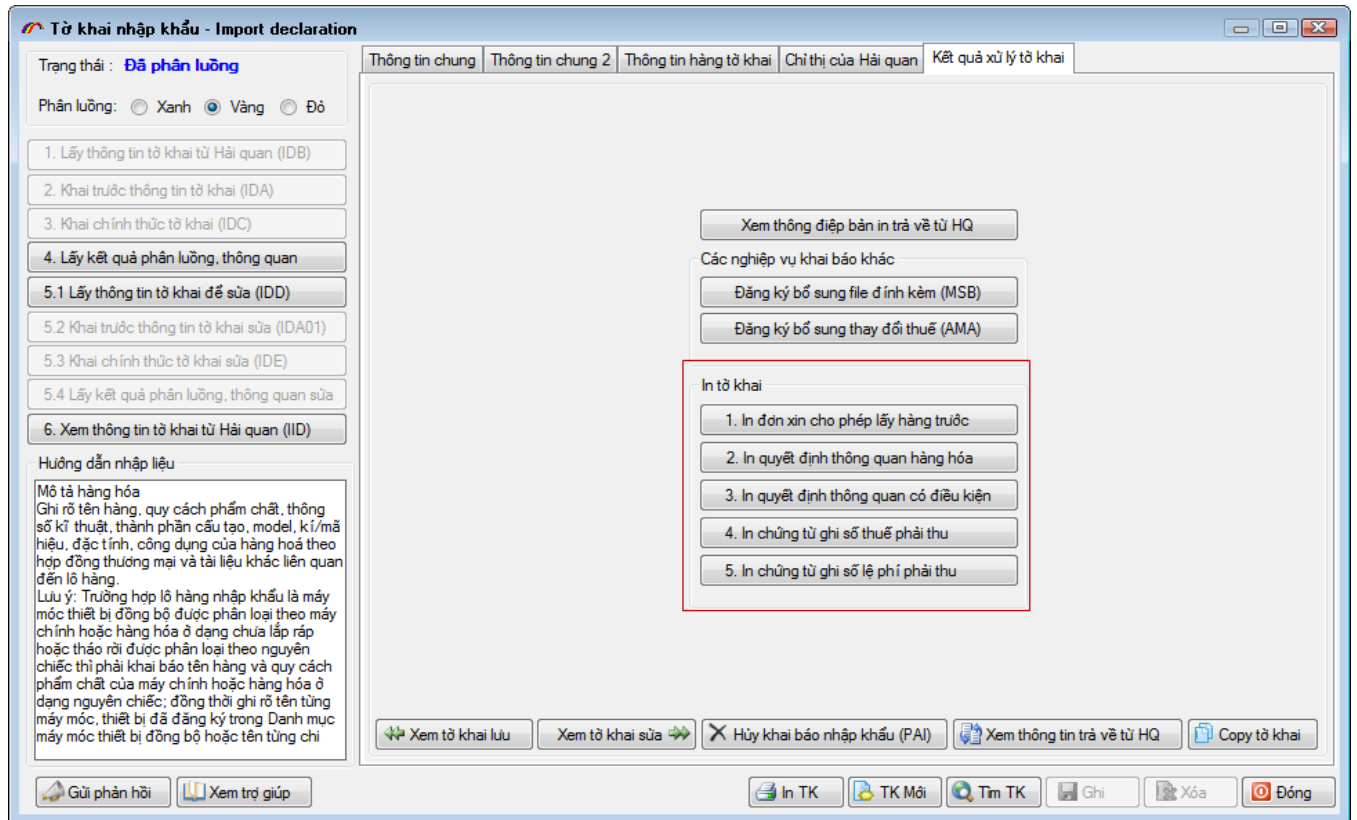 Tờ khai nhập khẩu - Import declaration
Trạng thái : Đã phân luồng
Phân luồng: Xanh Vàng Đỏ
1. Lấy thông tin tờ khai từ Hải quan (IDB)
2. Khai trước thông tin tờ khai (IDA)
3. Khai chính thức tờ khai (IDC)
4. Lấy kết quả phân luồng, thông quan
5.1 Lấy thông tin tờ khai để sửa (IDD)
5.2 Khai trước thông tin tờ khai sửa (IDA01)
5.3 Khai chính thức tờ khai sửa (IDE)
5.4 Lấy kết quả phân luồng, thông quan sửa
6. Xem thông tin tờ khai từ Hải quan (IID)
Hướng dẫn nhập liệu
Mô tả hàng hóa
Ghi rõ tên hàng, quy cách phẩm chất, thông
số kĩ thuật, thành phần cấu tạo, model, kí/mã
hiệu, đặc tính, công dụng của hàng hoá theo
hợp đồng thương mại và tài liệu khác liên quan
đến lô hàng.
Lưu ý: Trường hợp lô hàng nhập khẩu là máy
móc thiết bị đồng bộ được phân loại theo máy
chính hoặc hàng hóa ở dạng chưa lắp ráp
hoặc tháo rời được phân loại theo nguyên
chiếc thì phải khai báo tên hàng và quy cách
phẩm chất của máy chính hoặc hàng hóa ở
dạng nguyên chiếc; đồng thời ghi rõ tên từng
máy móc, thiết bị đã đăng ký trong Danh mục
máy móc thiết bị đồng bộ hoặc tên từng chi
Thông tin chung Thông tin chung 2 Thông tin hàng tờ khai Chỉ thị của Hải quan Kết quả xử lý tờ khai
Xem thông điệp bản in trả về từ HQ
Các nghiệp vụ khai báo khác
Đăng ký bổ sung file đính kèm (MSB)
Đăng ký bổ sung thay đổi thuế (AMA)
In tờ khai
1. In đơn xin cho phép lấy hàng trước
2. In quyết định thông quan hàng hóa
3. In quyết định thông quan có điều kiện
4. In chứng từ ghi số thuế phải thu
5. In chứng từ ghi số lệ phí phải thu
Xem tờ khai lưu Xem tờ khai sửa Hủy khai báo nhập khẩu (PAI) Xem thông tin trả về từ HQ Copy tờ khai
Gửi phản hồi Xem trợ giúp In TK TK Mới Tìm TK Ghi Xóa Đóng